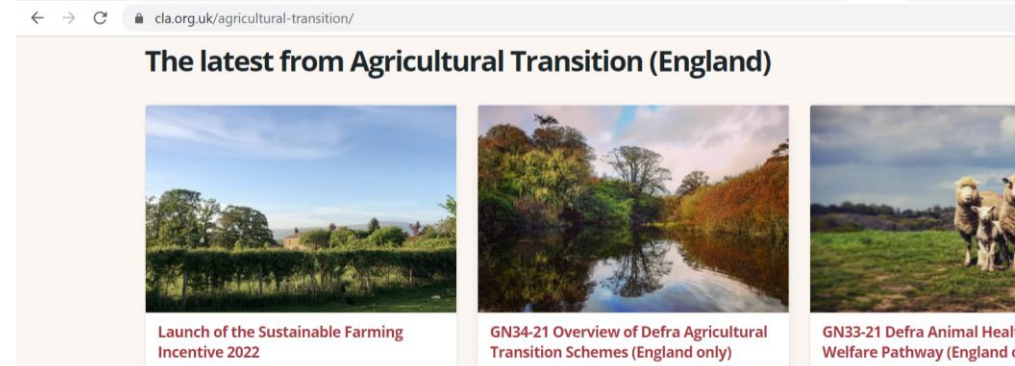 cla.org.uk/agricultural-transition/
The latest from Agricultural Transition (England)
Launch of the Sustainable Farming
Incentive 2022
GN34-21 Overview of Defra Agricultural
Transition Schemes (England only)
GN33-21 Defra Animal
Welfare Pathway (England